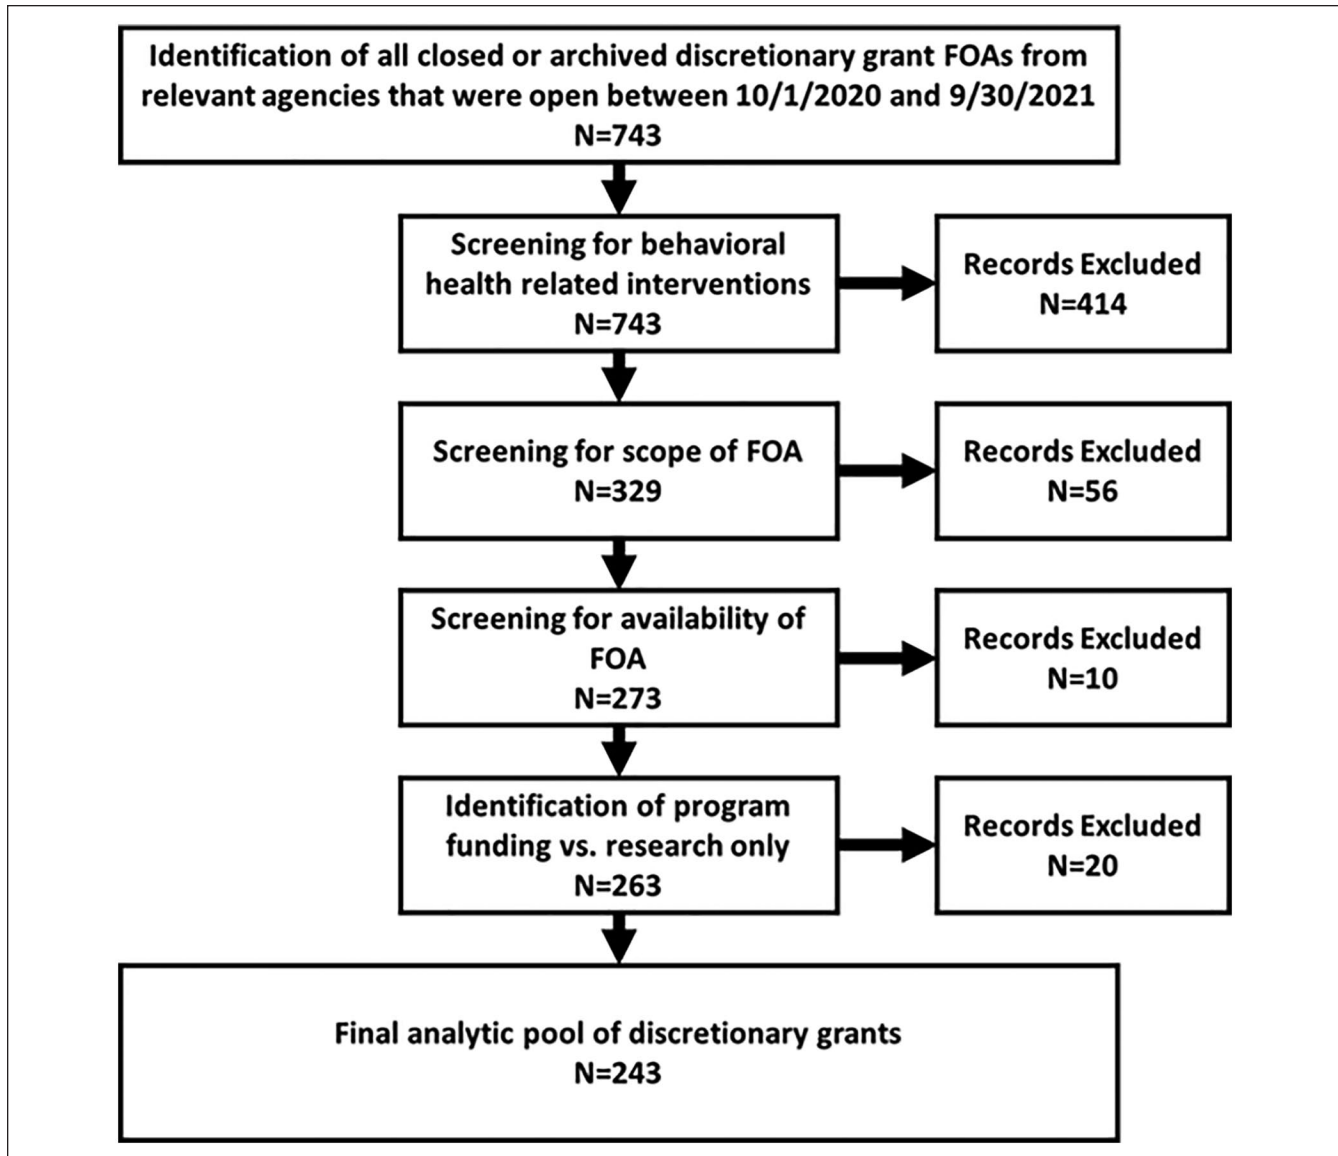 Identification of all closed or archived discretionary grant FOAs from
relevant agencies that were open between 10/1/2020 and 9/30/2021
N=743
Screening for behavioral
health related interventions
N=743
Records Excluded
N=414
Screening for scope of FOA
N=329
Records Excluded
N=56
Screening for availability of
FOA
N=273
Records Excluded
N=10
Identification of program
funding vs. research only
N=263
Records Excluded
N=20
Final analytic pool of discretionary grants
N=243